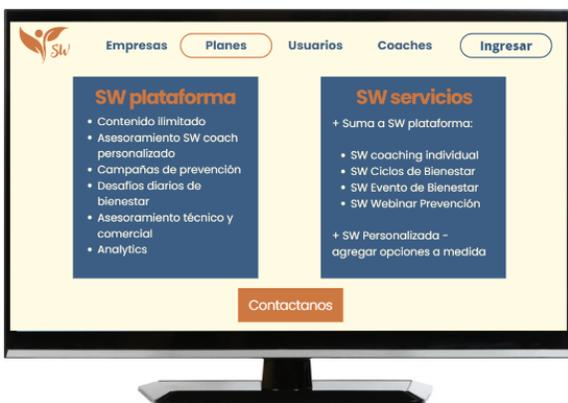 SW
Empresas Planes Usuarios Coaches Ingresar
SW plataforma
• Contenido ilimitado
• Asesoramiento SW coach
personalizado
• Campañas de prevención
• Desafíos diarios de
bienestar
• Asesoramiento técnico y
comercial
• Analytics
SW servicios
+ Suma a SW plataforma:
• SW coaching individual
• SW Ciclos de Bienestar
• SW Evento de Bienestar
• SW Webinar Prevención
+ SW Personalizada -
agregar opciones a medida
Contactanos